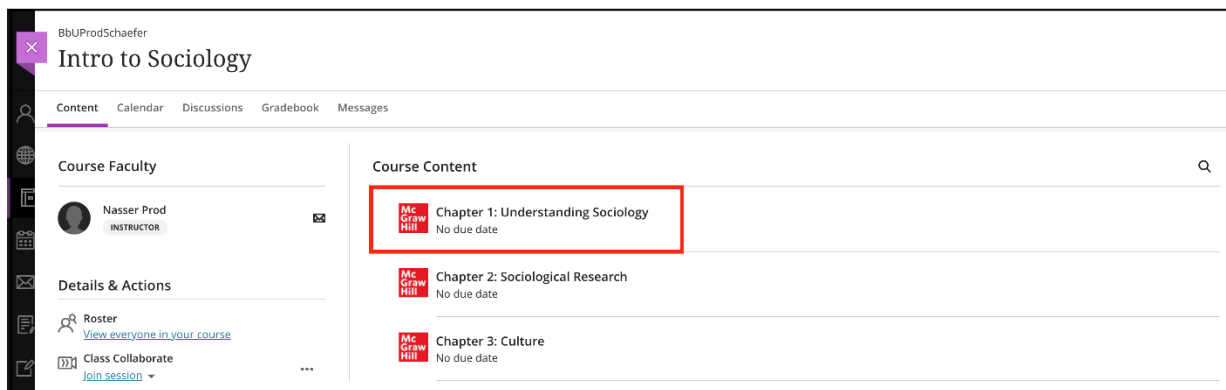 BbUProdSchaefer
Intro to Sociology
Content Calendar Discussions Gradebook Messages
Course Faculty
Nasser Prod
INSTRUCTOR
Details & Actions
Roster
View everyone in your course
Class Collaborate
Join session
Course Content
Mc
Graw
Hill
Chapter 1: Understanding Sociology
No due date
Mc
Graw
Hill
Chapter 2: Sociological Research
No due date
Mc
Graw
Hill
Chapter 3: Culture
No due date